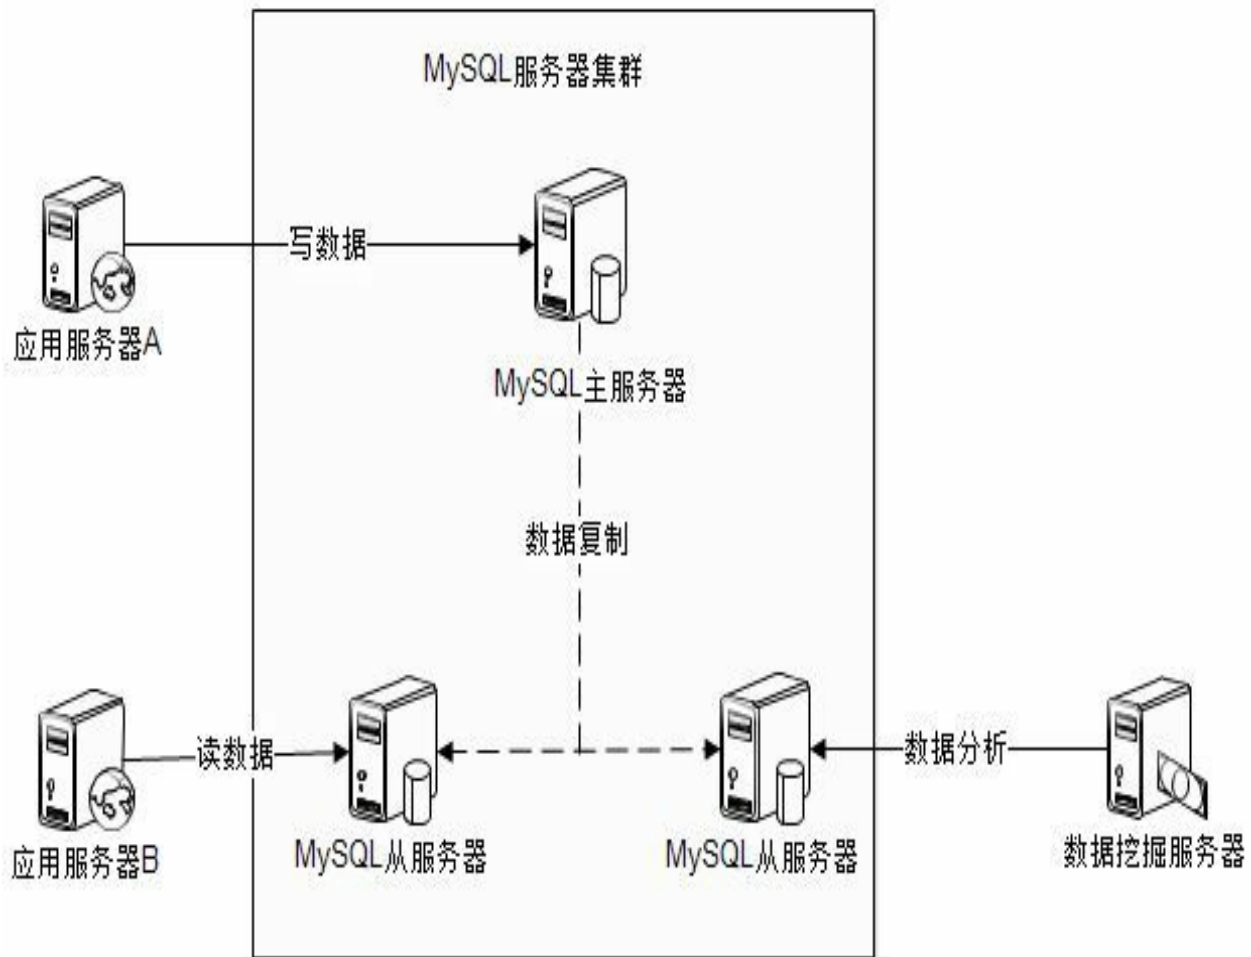 MySQL服务器集群
写数据
应用服务器A
MySQL主服务器
数据复制
读数据
数据分析
应用服务器B
MySQL从服务器
MySQL从服务器
数据挖掘服务器